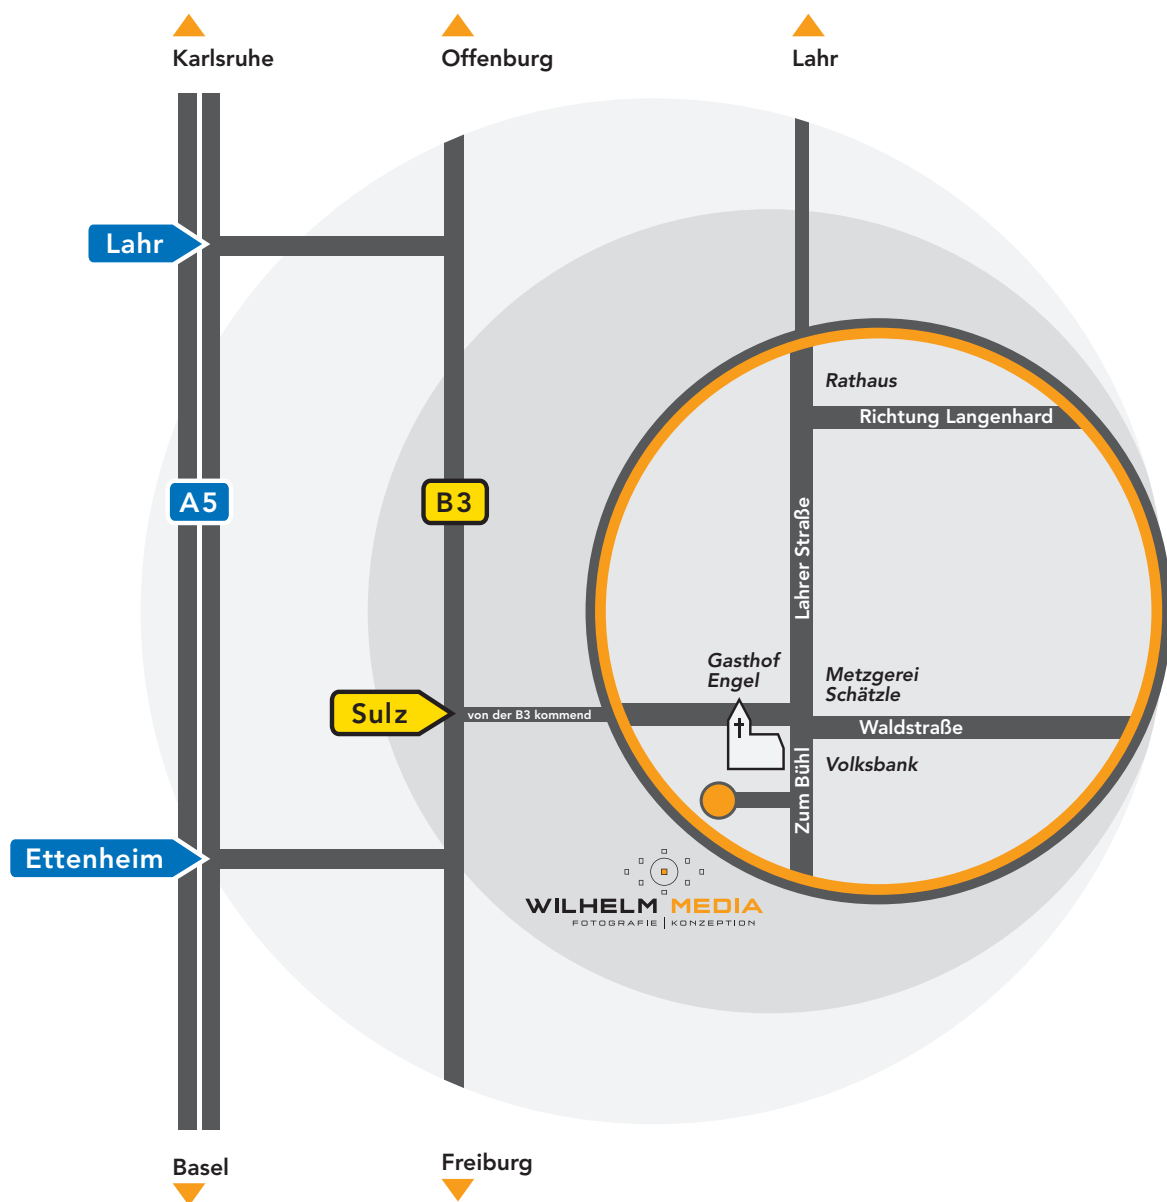 Karlsruhe
Offenburg
Lahr
Lahr
Rathaus
Richtung Langenhard
A5
B3
Lahrer Straße
Gasthof
Engel
Metzgerei
Schätzle
Sulz
von der B3 kommend
Waldstraße
Volksbank
Zum Bühl
Ettenheim
WILHELM MEDIA
FOTOGRAFIE | KONZEPTION
Basel
Freiburg